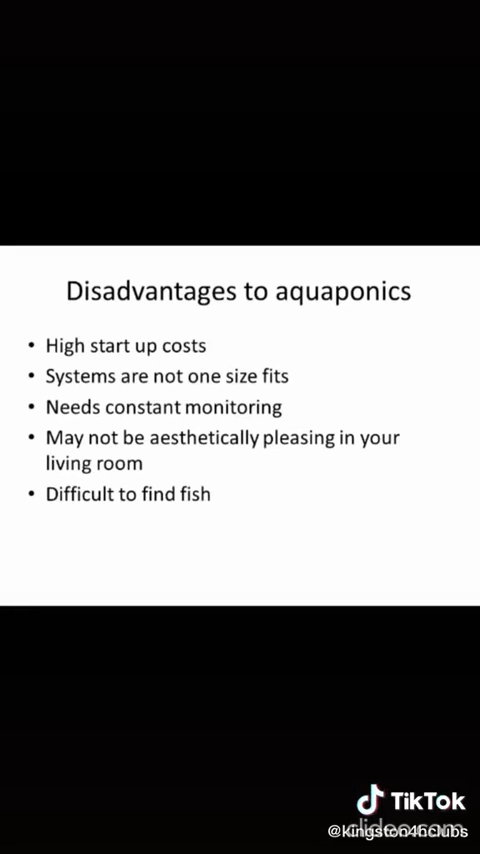 Disadvantages to aquaponics
• High start up costs
• Systems are not one size fits
• Needs constant monitoring
• May not be aesthetically pleasing in your
living room
• Difficult to find fish
TikTok
@kingston4hclubs